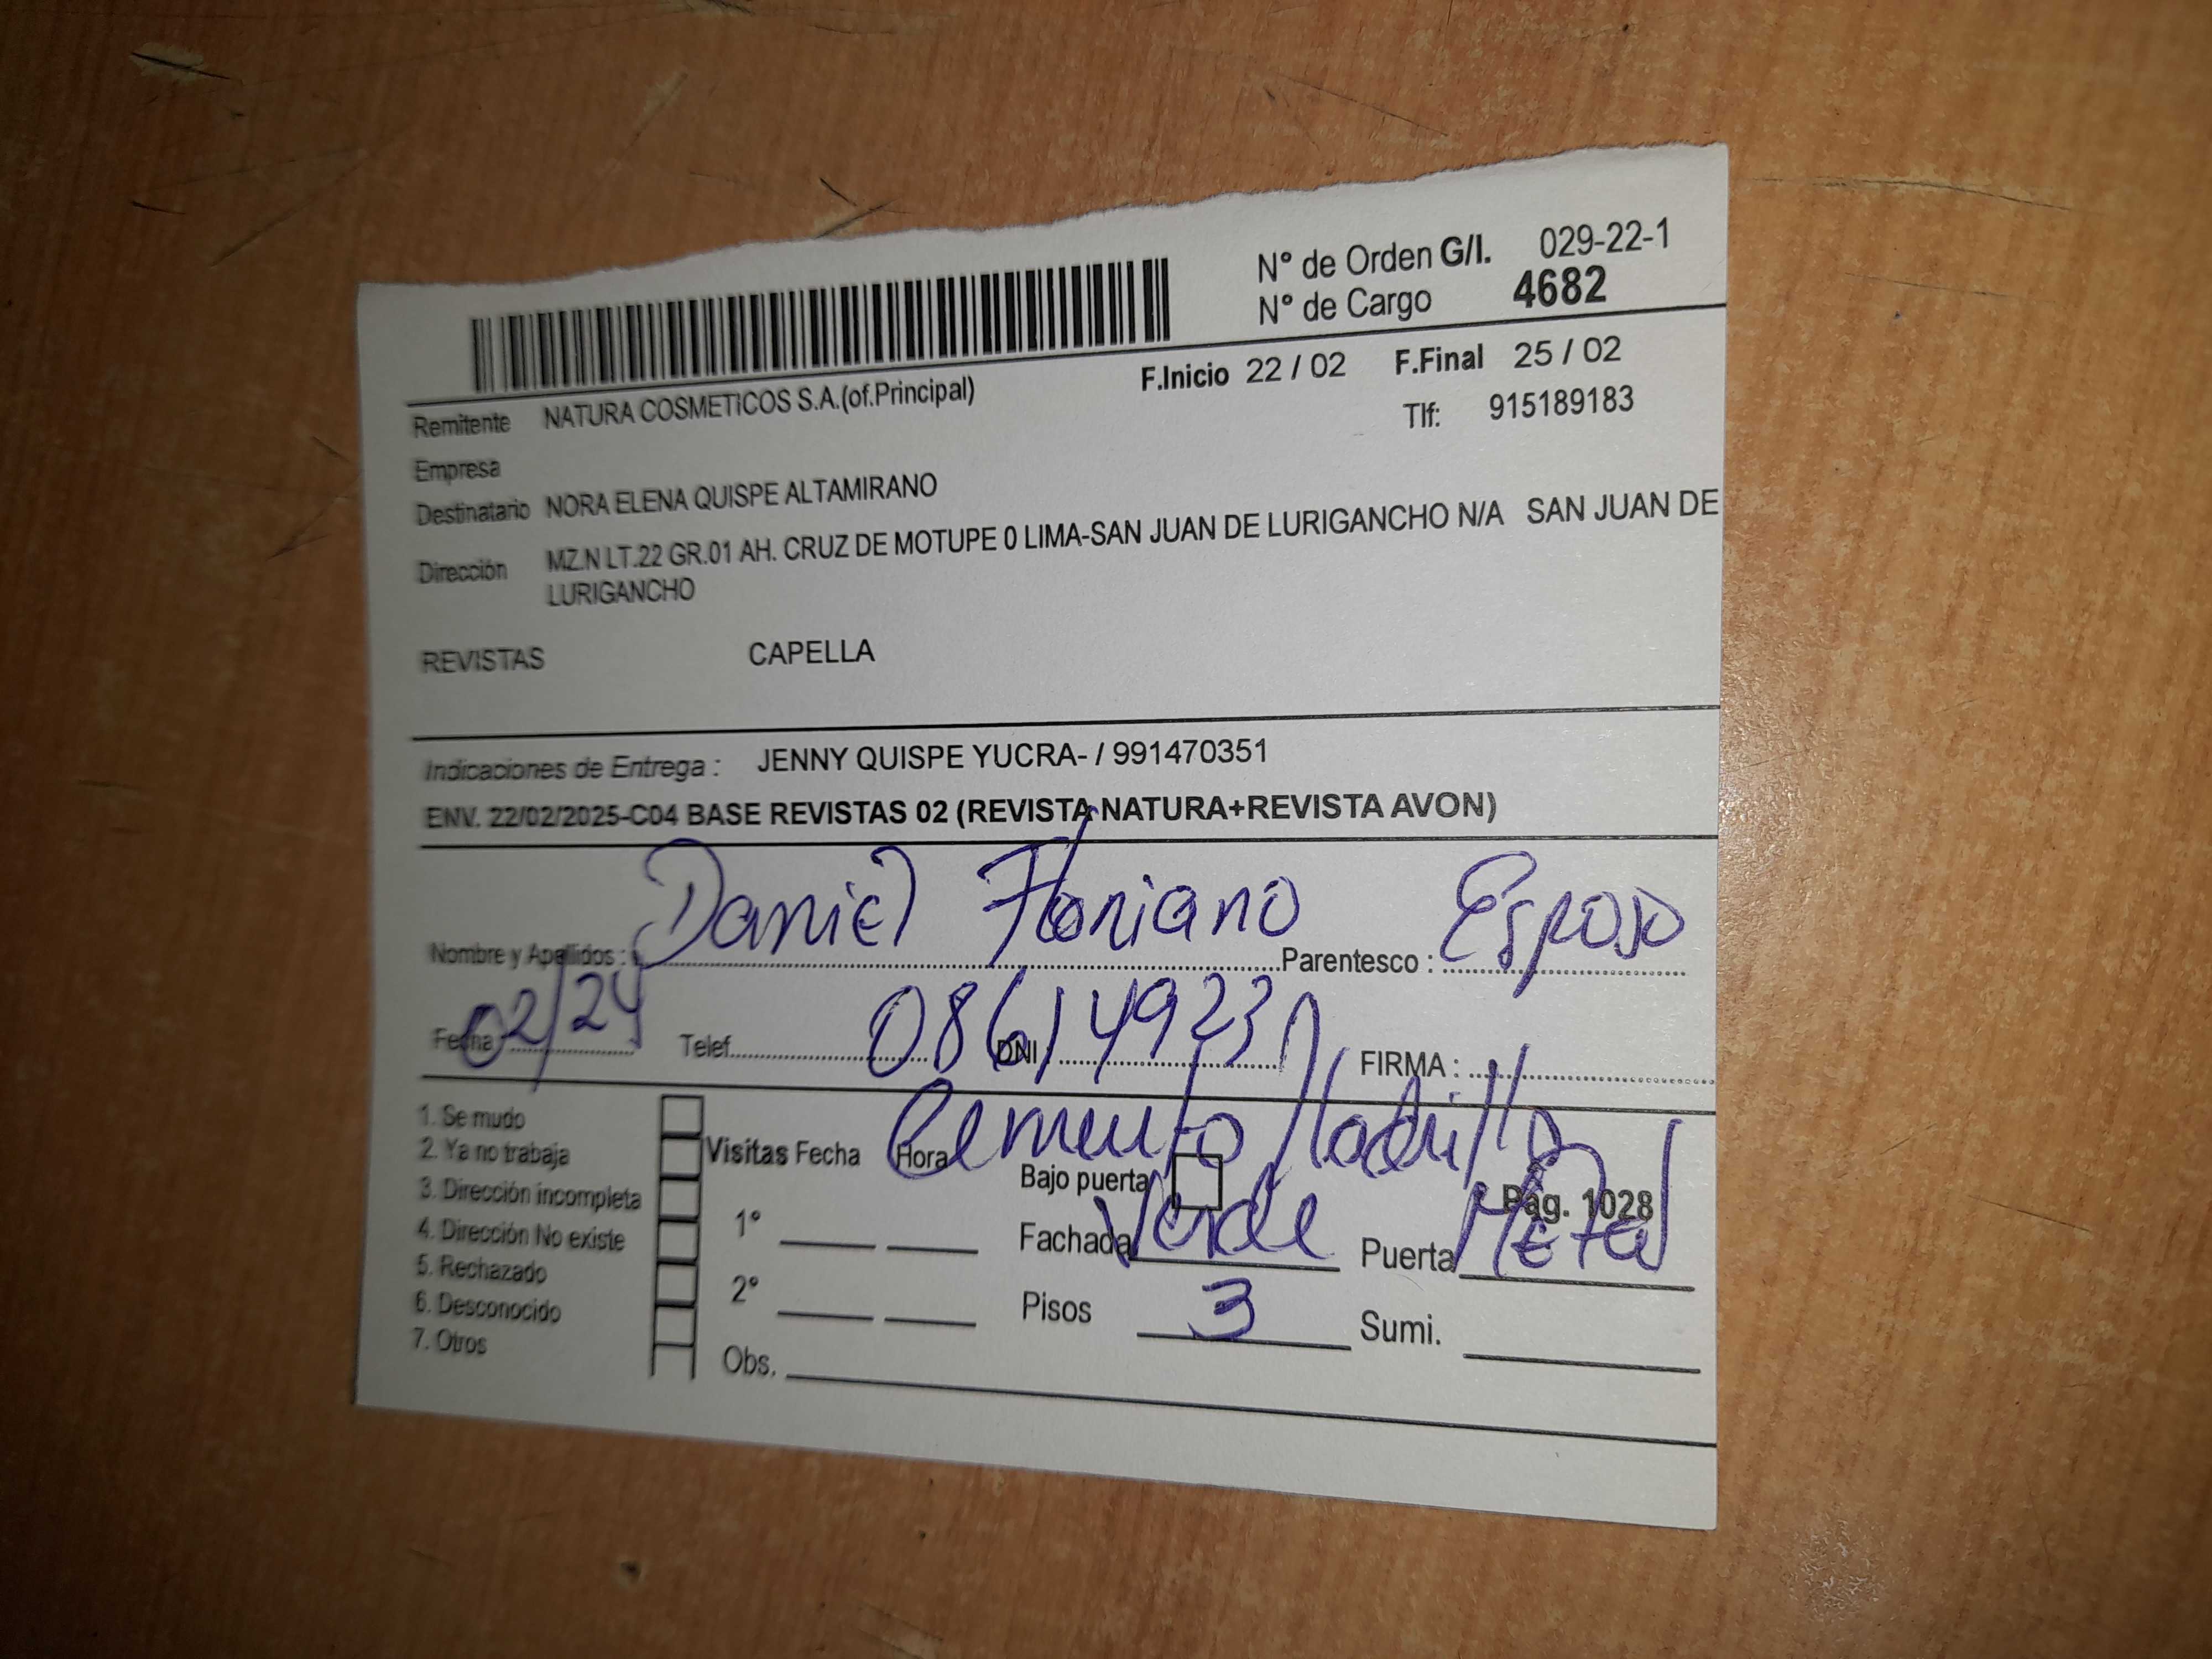 N° de Orden G/I. 029-22-1
N° de Cargo 4682
F.Inicio 22 / 02 F.Final 25 / 02
Remitente NATURA COSMETICOS S.A.(of.Principal)
Tlf: 915189183
Empresa
Destinatario NORA ELENA QUISPE ALTAMIRANO
Dirección MZ.N LT.22 GR.01 AH. CRUZ DE MOTUPE 0 LIMA-SAN JUAN DE LURIGANCHO N/A SAN JUAN DE
LURIGANCHO
REVISTAS CAPELLA
Indicaciones de Entrega : JENNY QUISPE YUCRA- / 991470351
ENV. 22/02/2025-C04 BASE REVISTAS 02 (REVISTA NATURA+REVISTA AVON)
Nombre y Apellidos : Daniel Floriano Parentesco : Esposo
Fecha 02/24 Telef. DNI 08614923 FIRMA :
Cemento ladrillo
1. Se mudo
2. Ya no trabaja
3. Dirección incompleta
4. Dirección No existe
5. Rechazado
6. Desconocido
7. Otros
Visitas Fecha Hora
1°
2°
Obs.
Bajo puerta
Pág. 1028
Fachada Verde Puerta Metal
Pisos 3 Sumi.